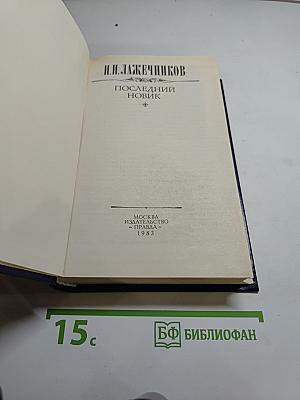 И.И.ЛАЖЕЧНИКОВ
ПОСЛЕДНИЙ
НОВИК
МОСКВА
ИЗДАТЕЛЬСТВО
«ПРАВДА»
1983
15с
БФ БИБЛИОФАН